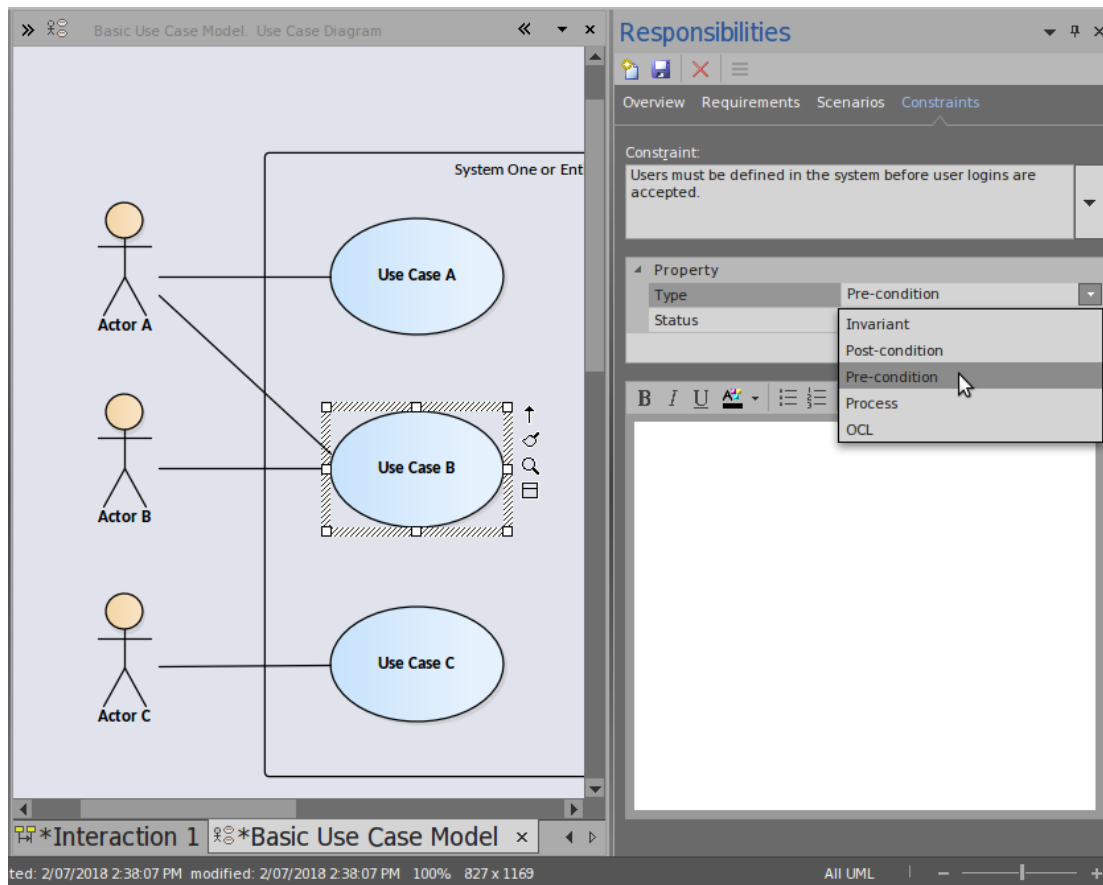 Basic Use Case Model. Use Case Diagram
System One or Enti
Actor A
Use Case A
Actor B
Use Case B
Actor C
Use Case C
*Interaction 1
*Basic Use Case Model
ted: 2/07/2018 2:38:07 PM modified: 2/07/2018 2:38:07 PM 100% 827 x 1169
Responsibilities
Overview Requirements Scenarios Constraints
Constraint:
Users must be defined in the system before user logins are
accepted.
Property
Type Pre-condition
Status
Invariant
Post-condition
Pre-condition
Process
OCL
B I U A
All UML